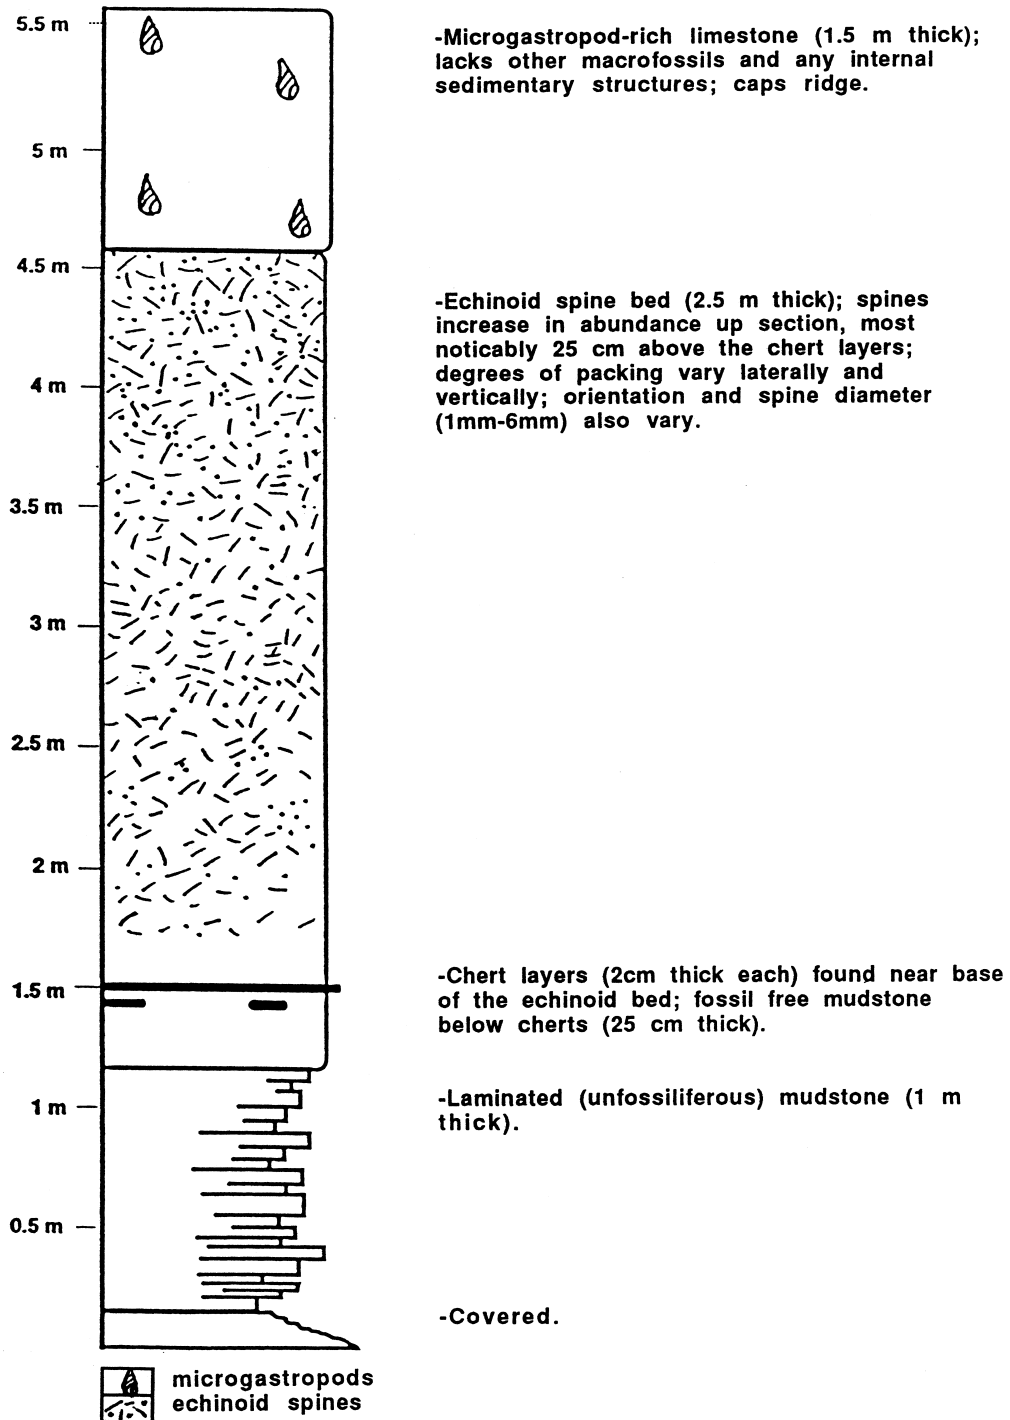 5.5 m
-Microgastropod-rich limestone (1.5 m thick);
lacks other macrofossils and any internal
sedimentary structures; caps ridge.
5 m
4.5 m
-Echinoid spine bed (2.5 m thick); spines
increase in abundance up section, most
noticably 25 cm above the chert layers;
degrees of packing vary laterally and
vertically; orientation and spine diameter
(1mm-6mm) also vary.
4 m
3.5 m
3 m
2.5 m
2 m
1.5 m
-Chert layers (2cm thick each) found near base
of the echinoid bed; fossil free mudstone
below cherts (25 cm thick).
1 m
-Laminated (unfossiliferous) mudstone (1 m
thick).
0.5 m
-Covered.
microgastropods
echinoid spines